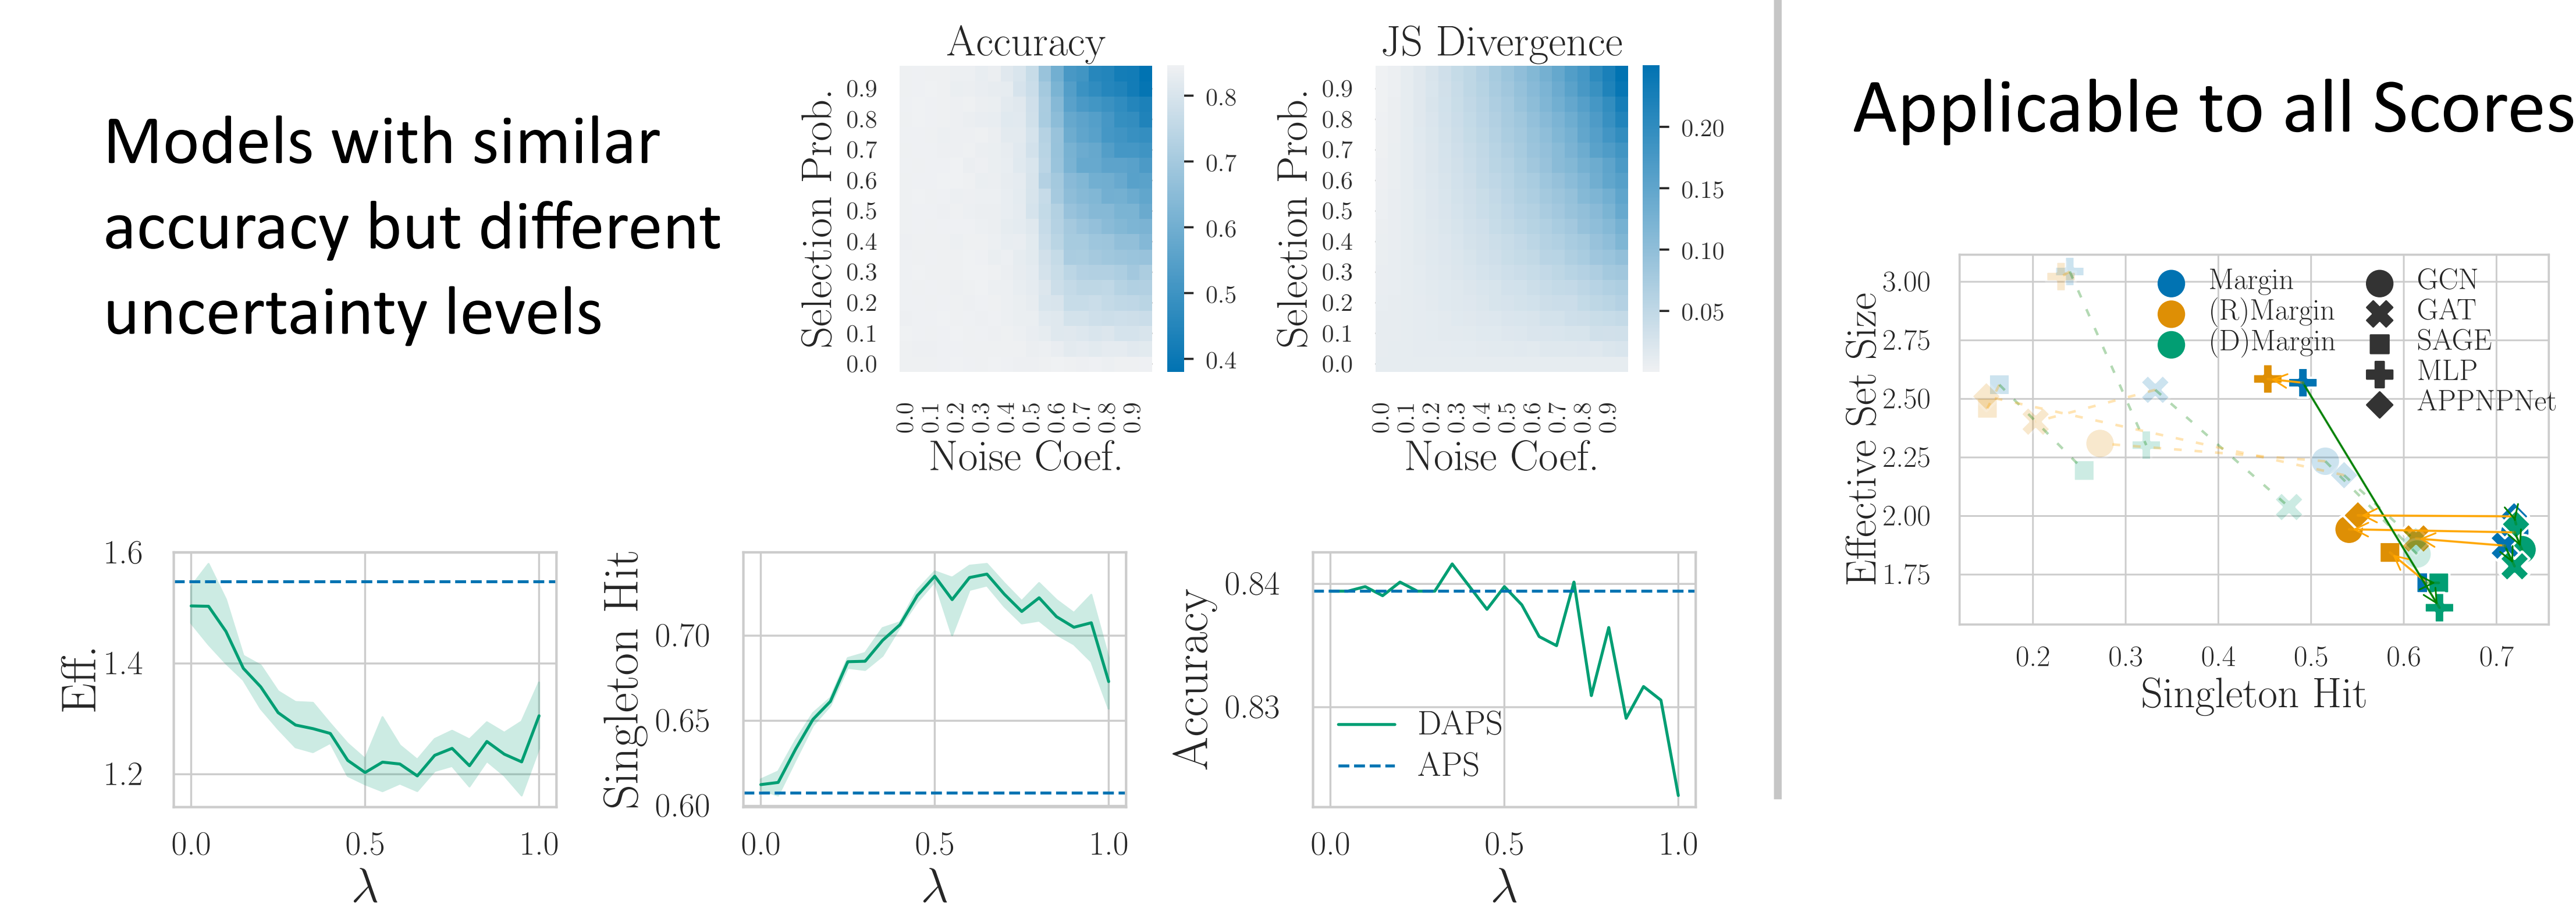 Models with similar
accuracy but different
uncertainty levels
Accuracy
Selection Prob.
0.9
0.8
0.7
0.6
0.5
0.4
0.3
0.2
0.1
0.0
0.0 0.1 0.2 0.3 0.4 0.5 0.6 0.7 0.8 0.9
Noise Coef.
0.8
0.7
0.6
0.5
0.4
JS Divergence
Selection Prob.
0.9
0.8
0.7
0.6
0.5
0.4
0.3
0.2
0.1
0.0
0.0 0.1 0.2 0.3 0.4 0.5 0.6 0.7 0.8 0.9
Noise Coef.
0.20
0.15
0.10
0.05
Eff.
1.6
1.4
1.2
0.0 0.5 1.0
λ
Singleton Hit
0.70
0.65
0.60
0.0 0.5 1.0
λ
Accuracy
0.84
0.83
DAPS
APS
0.0 0.5 1.0
λ
Applicable to all Scores
Effective Set Size
3.00
2.75
2.50
2.25
2.00
1.75
Margin
(R)Margin
(D)Margin
GCN
GAT
SAGE
MLP
APPNPNet
0.2 0.3 0.4 0.5 0.6 0.7
Singleton Hit